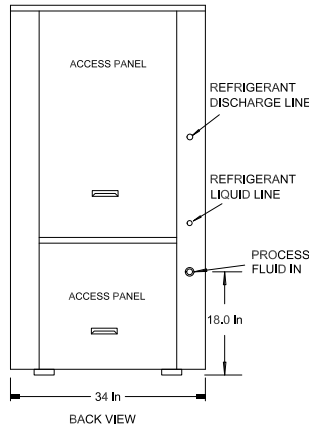 ACCESS PANEL
REFRIGERANT
DISCHARGE LINE
REFRIGERANT
LIQUID LINE
PROCESS
FLUID IN
ACCESS PANEL
18.0 In
34 In
BACK VIEW